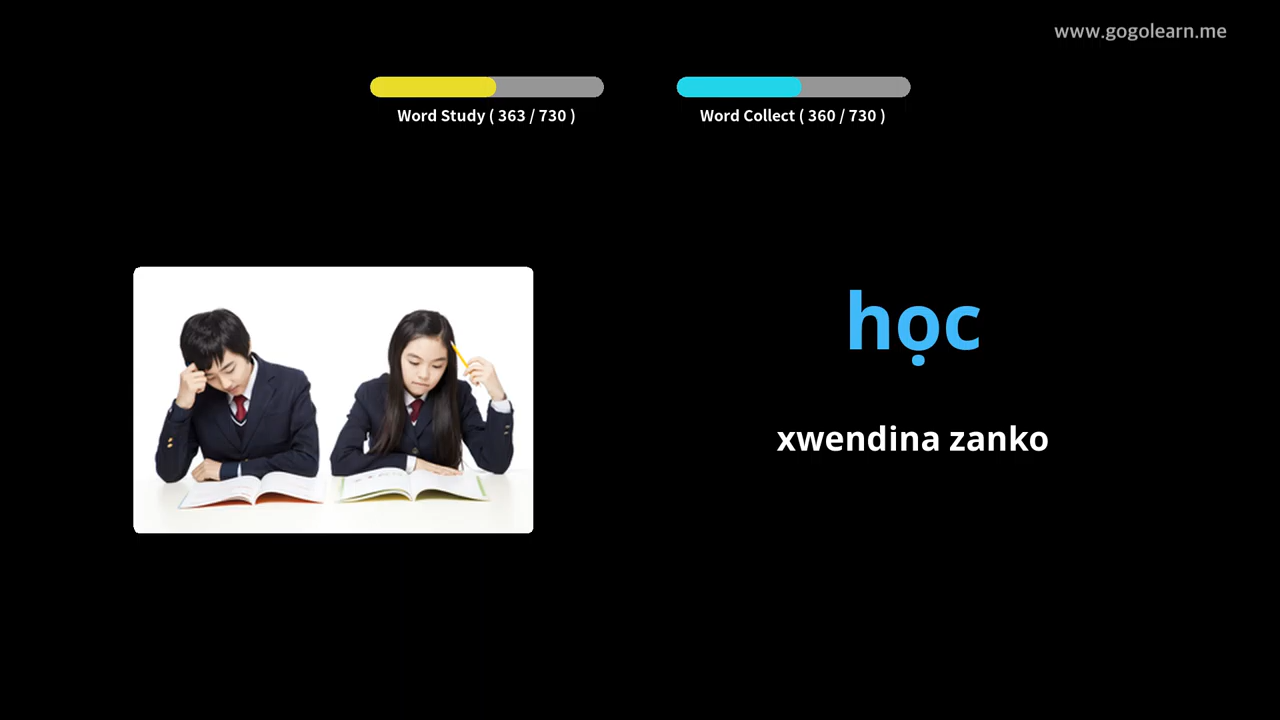 www.gogolearn.me
Word Study ( 363 / 730 )
Word Collect ( 360 / 730 )
học
xwendina zanko